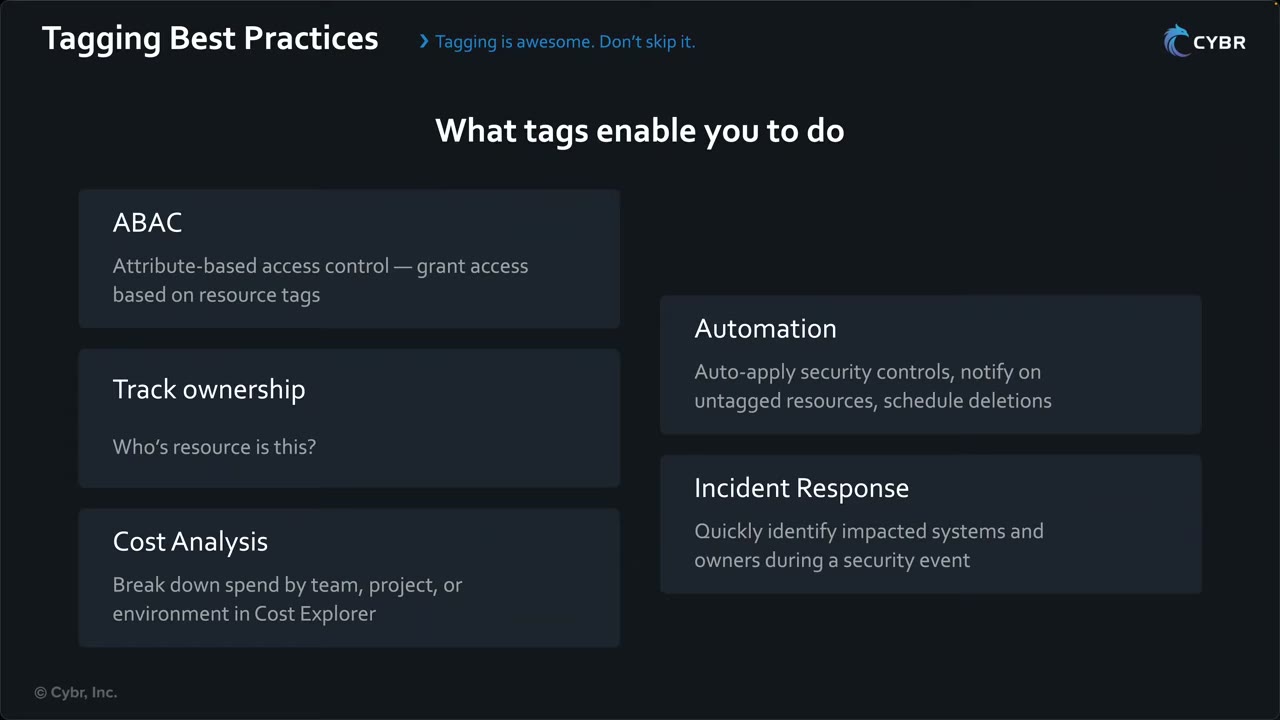 Tagging Best Practices
❯ Tagging is awesome. Don't skip it.
CYBR
What tags enable you to do
ABAC
Attribute-based access control — grant access
based on resource tags
Track ownership
Who's resource is this?
Cost Analysis
Break down spend by team, project, or
environment in Cost Explorer
Automation
Auto-apply security controls, notify on
untagged resources, schedule deletions
Incident Response
Quickly identify impacted systems and
owners during a security event
© Cybr, Inc.